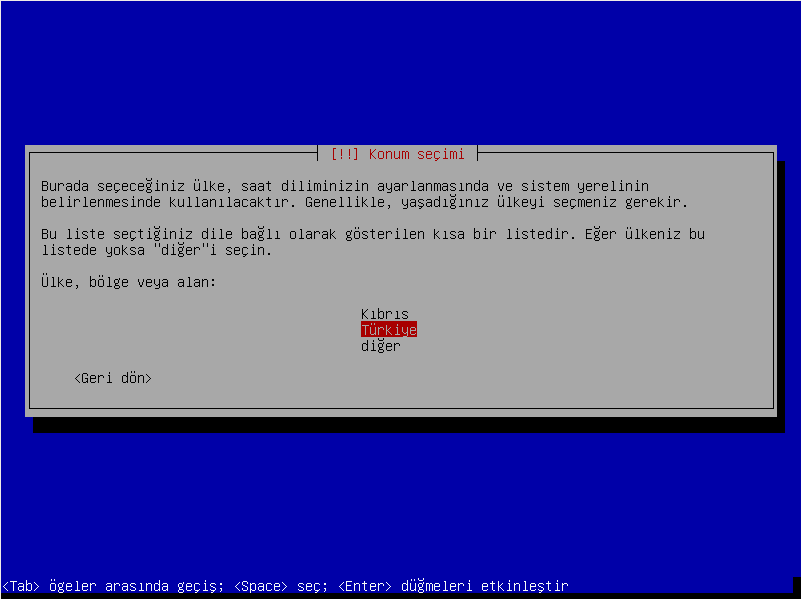 [!!] Konum seçimi
Burada seçeceğiniz ülke, saat diliminizin ayarlanmasında ve sistem yerelinin
belirlenmesinde kullanılacaktır. Genellikle, yaşadığınız ülkeyi seçmeniz gerekir.
Bu liste seçtiğiniz dile bağlı olarak gösterilen kısa bir listedir. Eğer ülkeniz bu
listede yoksa "diğer"i seçin.
Ülke, bölge veya alan:
Kıbrıs
Türkiye
diğer
<Geri dön>
<Tab> ögeler arasında geçiş; <Space> seç; <Enter> düğmeleri etkinleştir